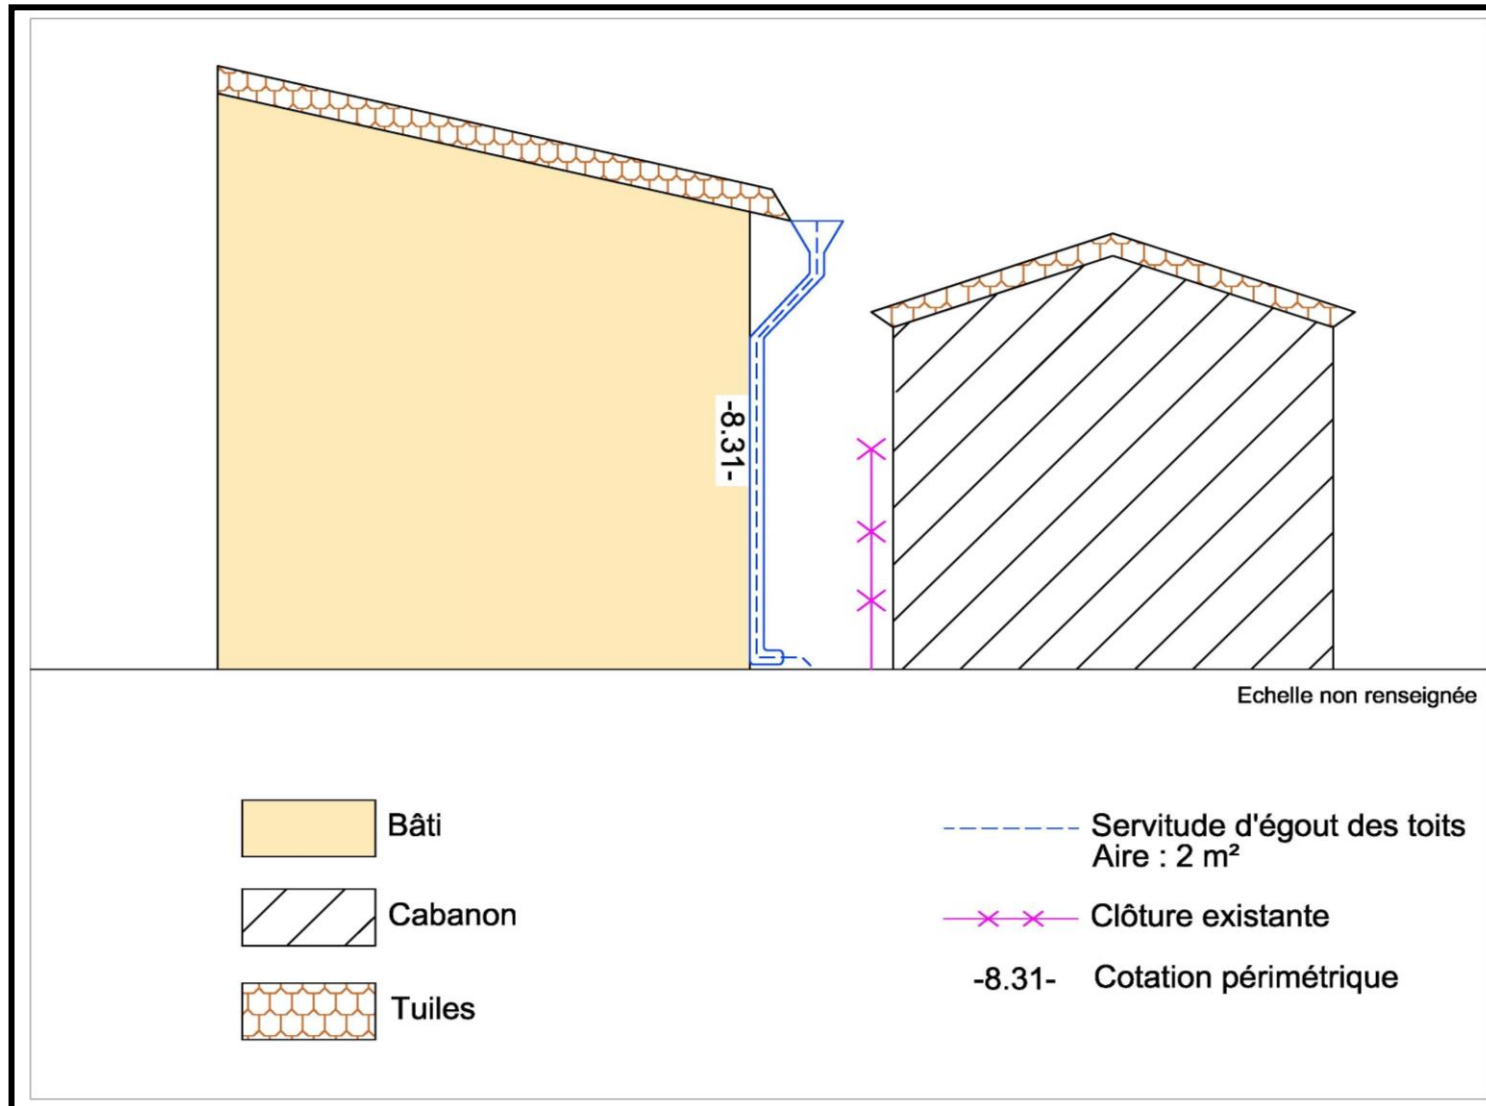 -8.31-
Echelle non renseignée
Bâti
Cabanon
Tuiles
Servitude d'égout des toits
Aire : 2 m²
Clôture existante
-8.31- Cotation périmétrique